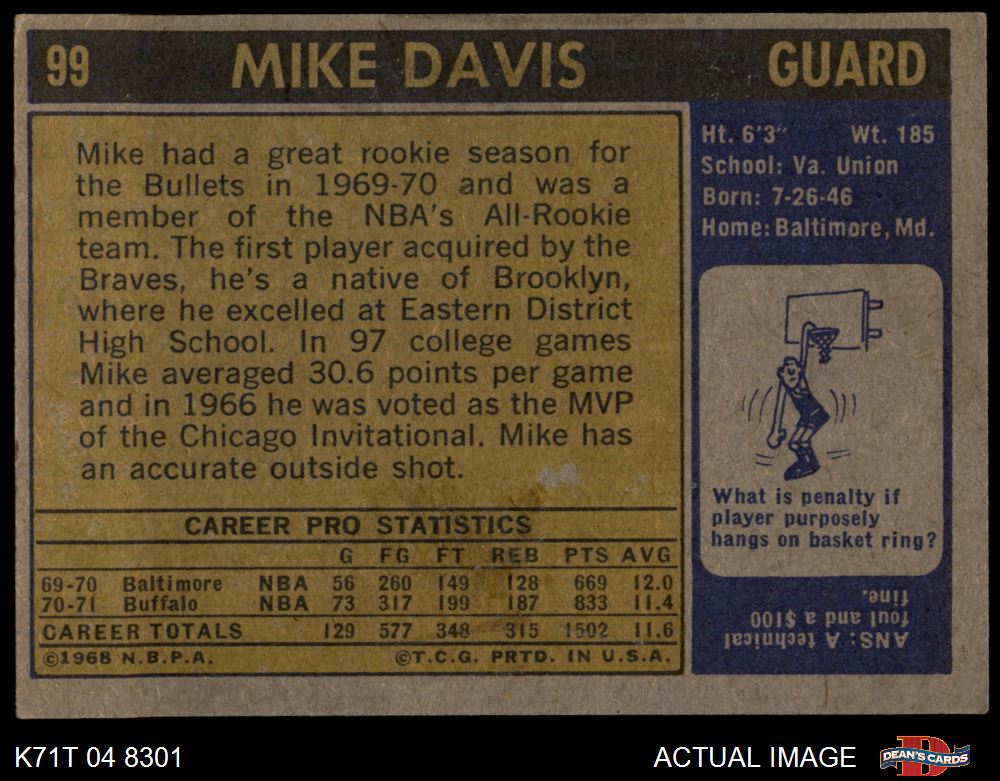 99 MIKE DAVIS GUARD
Mike had a great rookie season for
the Bullets in 1969-70 and was a
member of the NBA's All-Rookie
team. The first player acquired by the
Braves, he's a native of Brooklyn,
where he excelled at Eastern District
High School. In 97 college games
Mike averaged 30.6 points per game
and in 1966 he was voted as the MVP
of the Chicago Invitational. Mike has
an accurate outside shot.
CAREER PRO STATISTICS
G FG FT REB PTS AVG
69-70 Baltimore NBA 56 260 149 128 669 12.0
70-71 Buffalo NBA 73 317 199 187 833 11.4
CAREER TOTALS 129 577 348 315 1502 11.6
©1968 N.B.P.A. ©T.C.G. PRTD. IN U.S.A.
Ht. 6'3" Wt. 185
School: Va. Union
Born: 7-26-46
Home: Baltimore, Md.
What is penalty if
player purposely
hangs on basket ring?
ANS: A technical
foul and a $100
fine.
K71T 04 8301 ACTUAL IMAGE DEAN'S CARDS